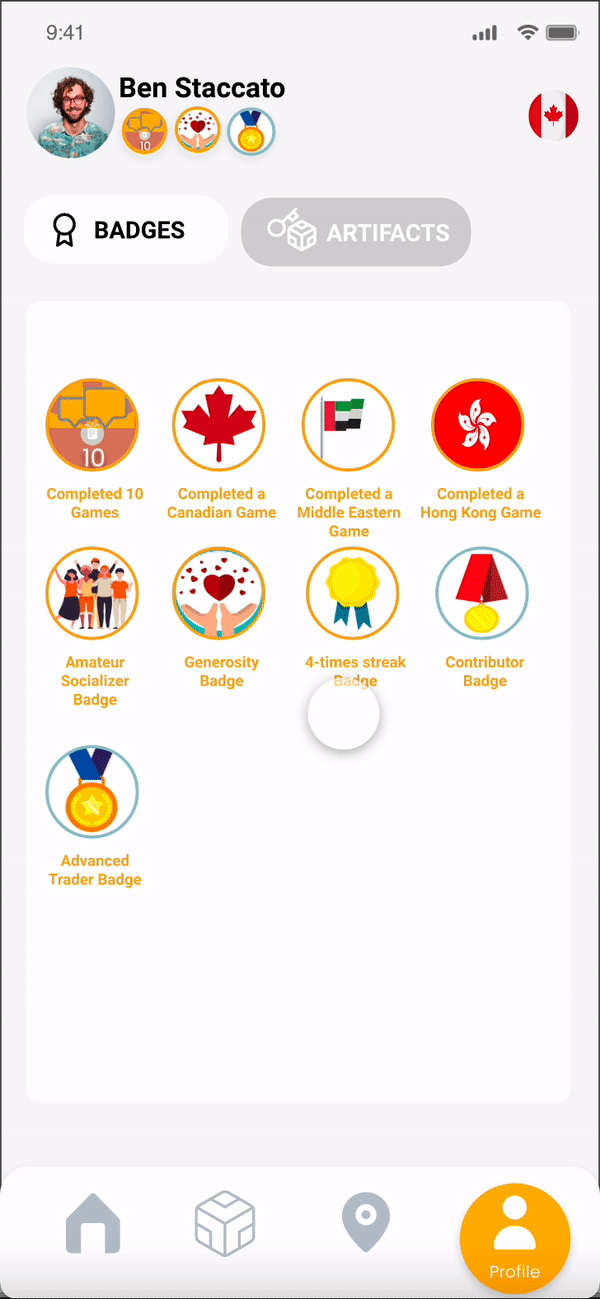 9:41
Ben Staccato
10
BADGES
ARTIFACTS
10
Completed 10
Games
Completed a
Canadian Game
Completed a
Middle Eastern
Game
Completed a
Hong Kong Game
Amateur
Socializer
Badge
Generosity
Badge
4-times streak
Badge
Contributor
Badge
Advanced
Trader Badge
Profile